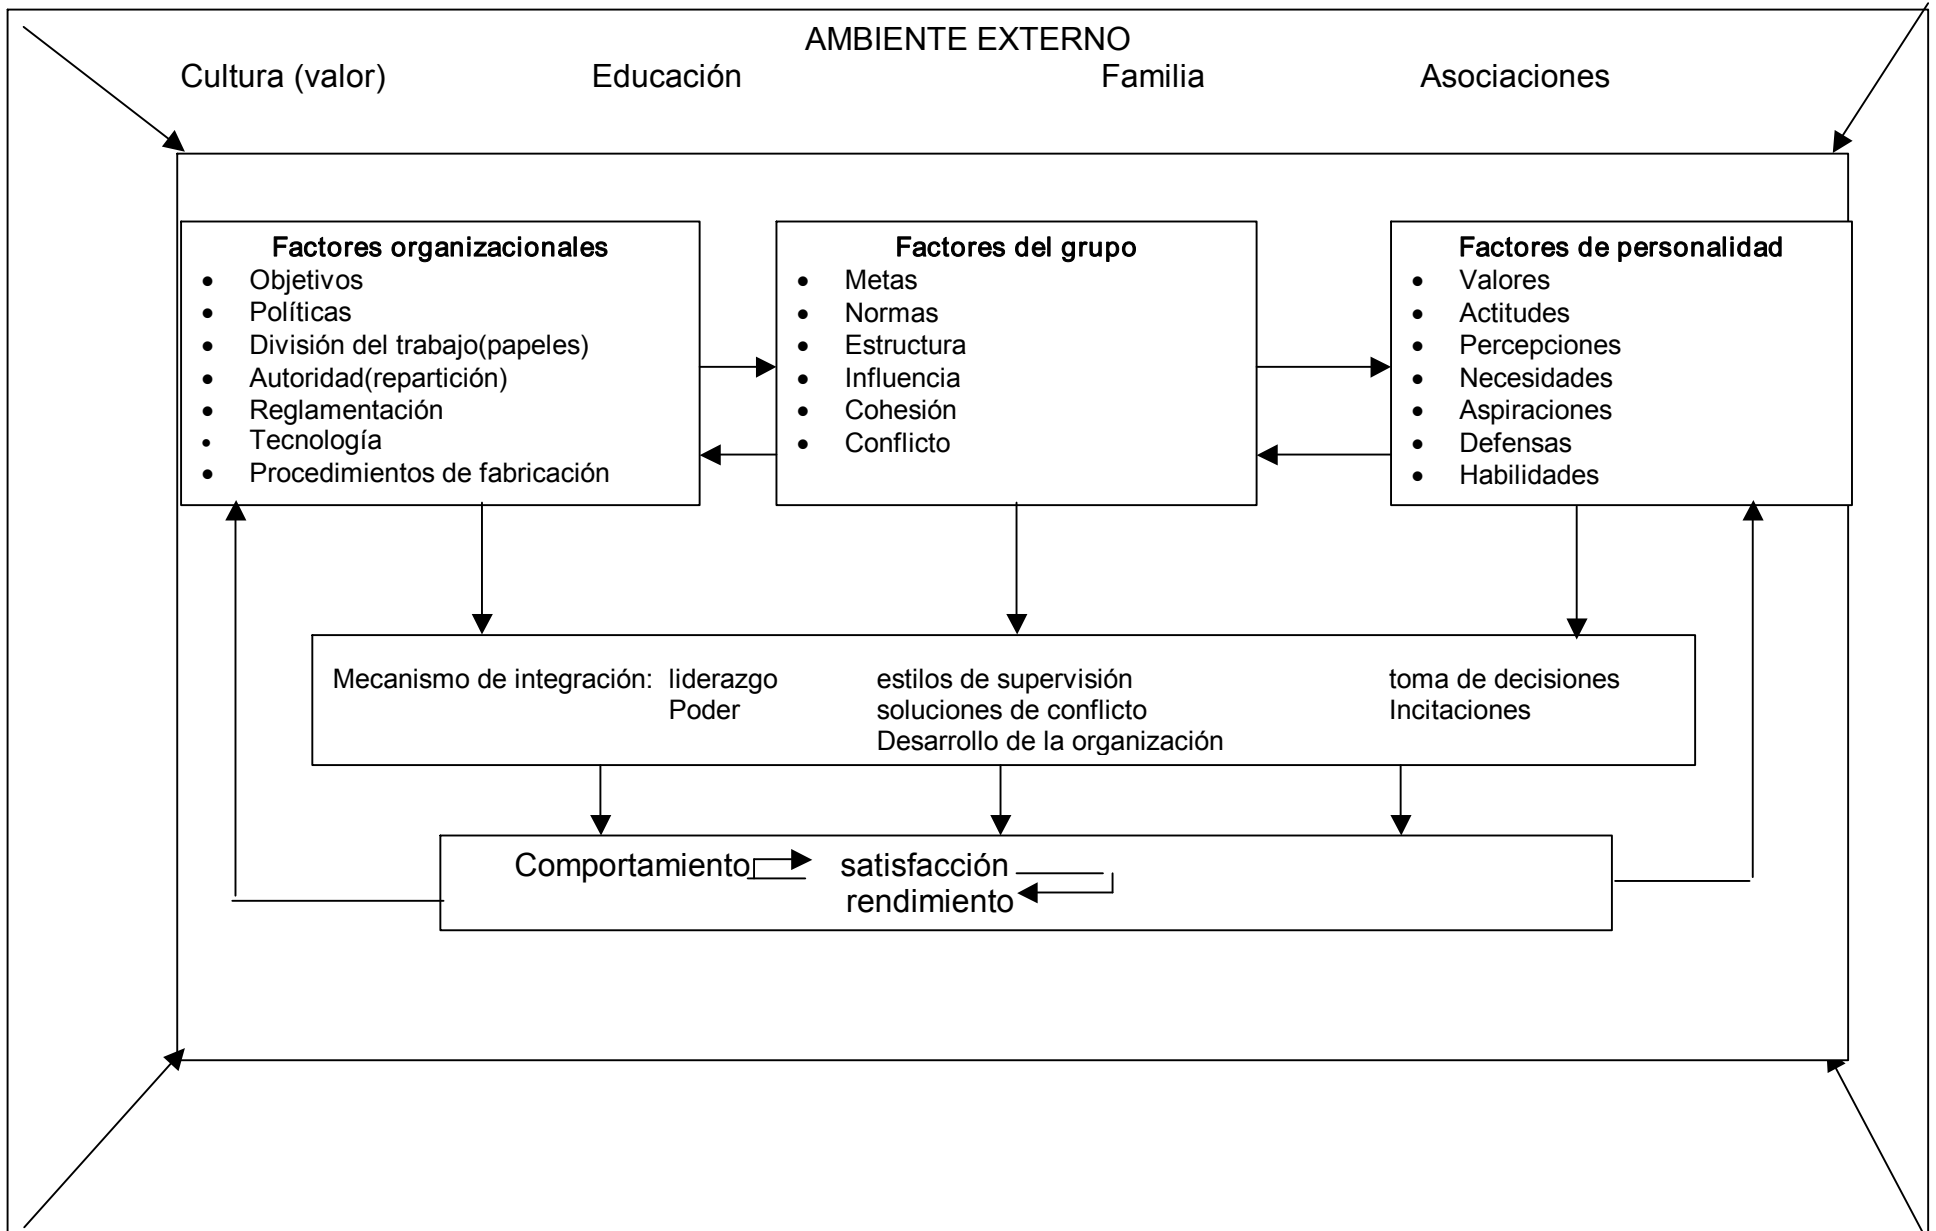 AMBIENTE EXTERNO
Cultura (valor) Educación Familia Asociaciones
Factores organizacionales
• Objetivos
• Políticas
• División del trabajo(papeles)
• Autoridad(repartición)
• Reglamentación
• Tecnología
• Procedimientos de fabricación
Factores del grupo
• Metas
• Normas
• Estructura
• Influencia
• Cohesión
• Conflicto
Factores de personalidad
• Valores
• Actitudes
• Percepciones
• Necesidades
• Aspiraciones
• Defensas
• Habilidades
Mecanismo de integración: liderazgo estilos de supervisión toma de decisiones
Poder soluciones de conflicto Incitaciones
Desarrollo de la organización
Comportamiento satisfacción
rendimiento